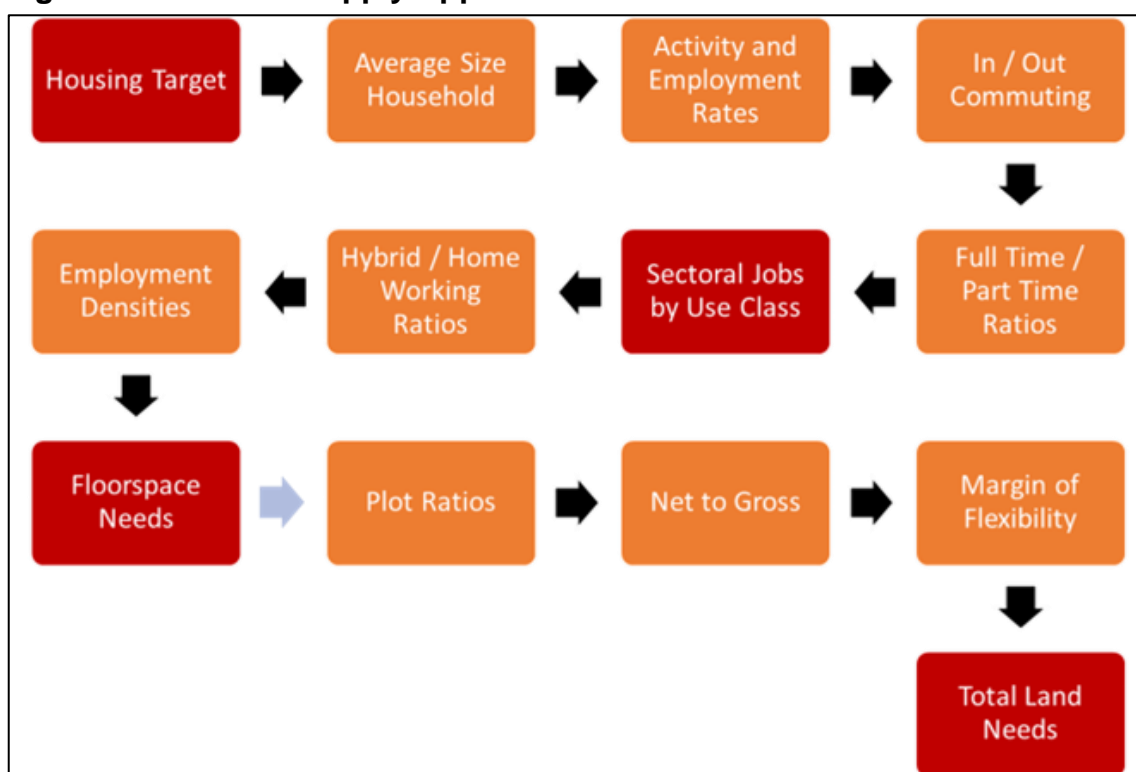 Housing Target
Average Size
Household
Activity and
Employment
Rates
In / Out
Commuting
Employment
Densities
Hybrid / Home
Working
Ratios
Sectoral Jobs
by Use Class
Full Time /
Part Time
Ratios
Floorspace
Needs
Plot Ratios
Net to Gross
Margin of
Flexibility
Total Land
Needs